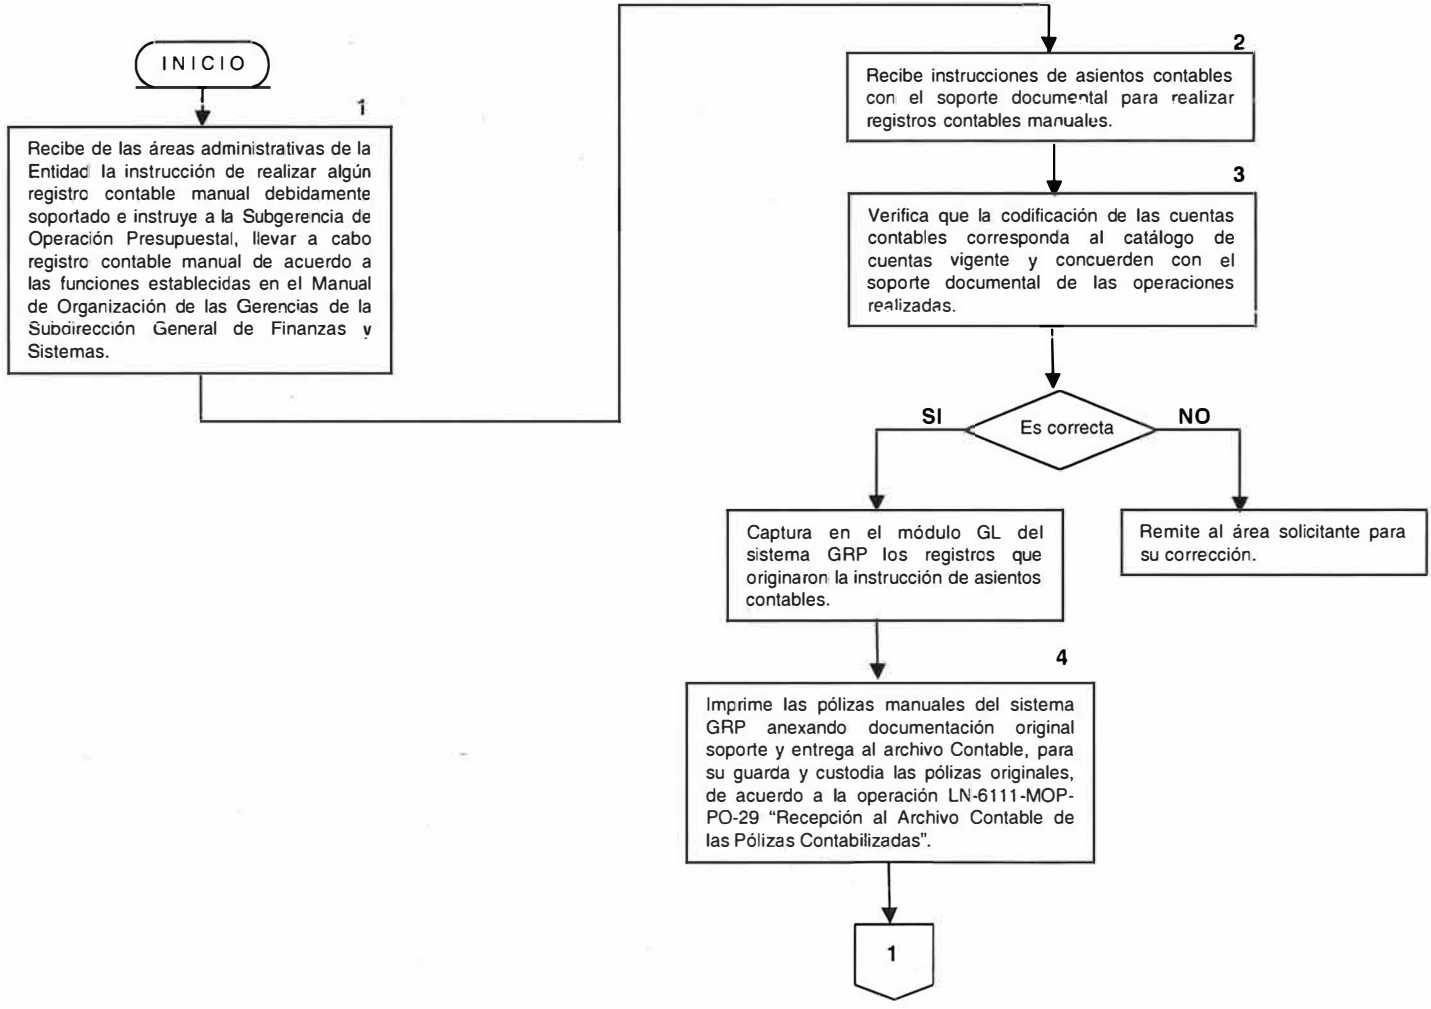 INICIO
1
Recibe de las áreas administrativas de la
Entidad la instrucción de realizar algún
registro contable manual debidamente
soportado e instruye a la Subgerencia de
Operación Presupuestal, llevar a cabo
registro contable manual de acuerdo a
las funciones establecidas en el Manual
de Organización de las Gerencias de la
Subdirección General de Finanzas y
Sistemas.
2
Recibe instrucciones de asientos contables
con el soporte documental para realizar
registros contables manuales.
3
Verifica que la codificación de las cuentas
contables corresponda al catálogo de
cuentas vigente y concuerden con el
soporte documental de las operaciones
realizadas.
Es correcta
SI
NO
Captura en el módulo GL del
sistema GRP los registros que
originaron la instrucción de asientos
contables.
Remite al área solicitante para
su corrección.
4
Imprime las pólizas manuales del sistema
GRP anexando documentación original
soporte y entrega al archivo Contable, para
su guarda y custodia las pólizas originales,
de acuerdo a la operación LN-6111-MOP-
PO-29 “Recepción al Archivo Contable de
las Pólizas Contabilizadas”.
1